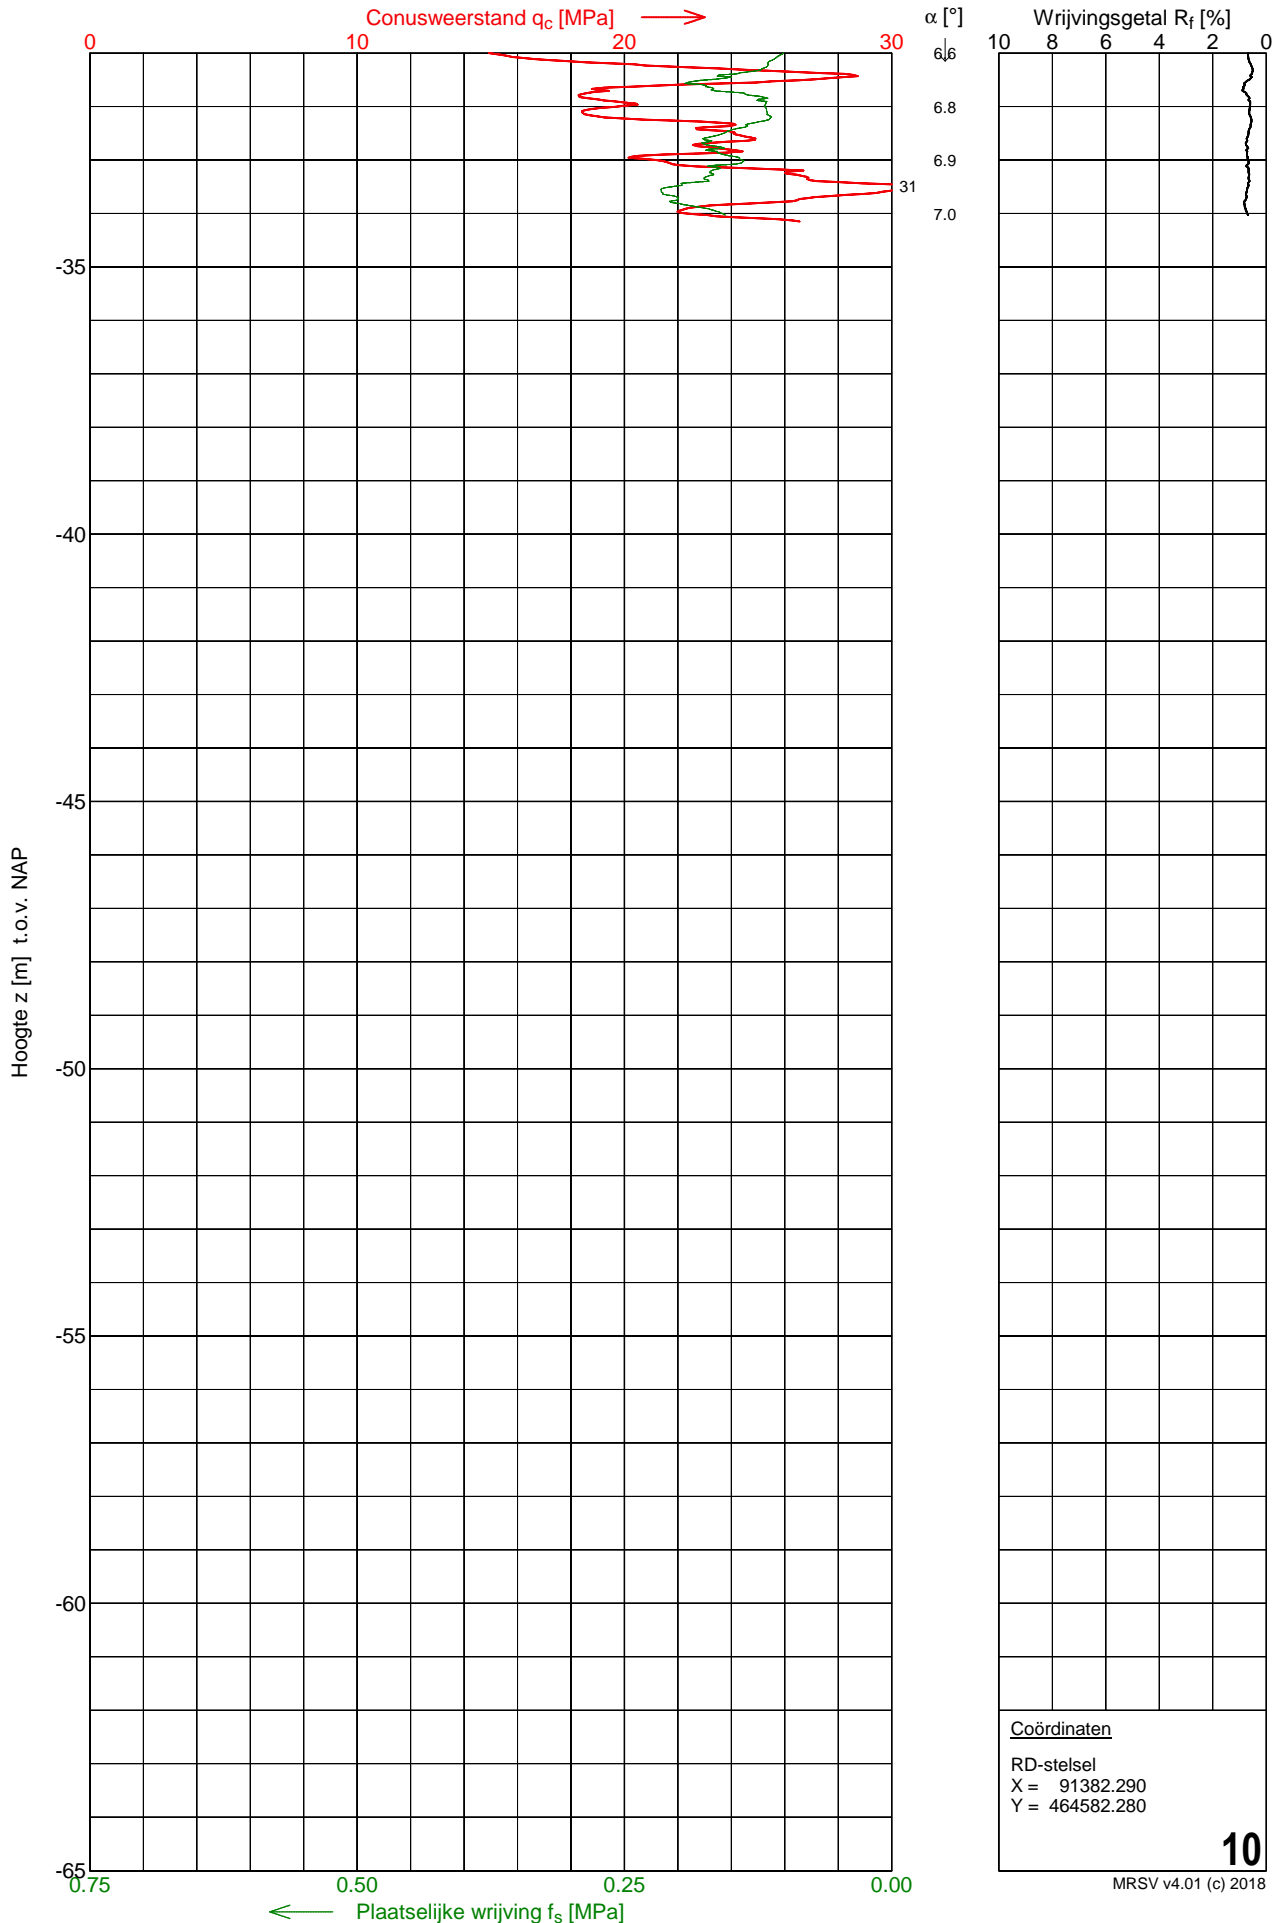 Conusweerstand qc [MPa]
α [°]
Wrijvingsgetal Rf [%]
0 10 20 30
10 8 6 4 2 0
6.6
6.8
6.9
31
7.0
-35
-40
-45
-50
-55
-60
-65
Hoogte z [m] t.o.v. NAP
Coördinaten
RD-stelsel
X = 91382.290
Y = 464582.280
10
0.75 0.50 0.25 0.00
MRSV v4.01 (c) 2018
Plaatselijke wrijving fs [MPa]